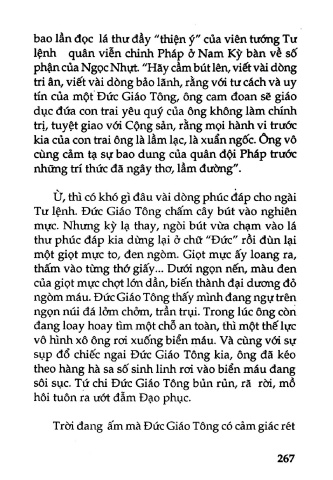 bao lần đọc lá thư đầy “thiện ý” của viên tướng Tư
lệnh quân viễn chinh Pháp ở Nam Kỳ bàn về số
phận của Ngọc Nhựt. “Hãy cầm bút lên, viết vài dòng
tri ân, viết vài dòng bảo lãnh, rằng với tư cách và uy
tín của một Đức Giáo Tông, ông cam đoan sẽ giáo
dục đứa con trai yêu quý của ông không làm chính
trị, tuyệt giao với Cộng sản, rằng mọi hành vi trước
kia của con trai ông là lầm lạc, là xuẩn ngốc. Ông vô
cùng cảm tạ sự bao dung của quân đội Pháp trước
những trí thức đã ngây thơ, lầm đường”.
Ừ, thì có khó gì đâu vài dòng phúc đáp cho ngài
Tư lệnh. Đức Giáo Tông chấm cây bút vào nghiên
mực. Nhưng kỳ lạ thay, ngòi bút vừa chạm vào lá
thư phúc đáp kia dừng lại ở chữ “Đức” rồi đùn lại
một giọt mực to, đen ngòm. Giọt mực ấy loang ra,
thấm vào từng thớ giấy... Dưới ngọn nến, màu đen
của giọt mực chợt lớn dần, biến thành đại dương đỏ
ngòm máu. Đức Giáo Tông thấy mình đang ngự trên
ngọn núi đá lởm chởm, trần trụi. Trong lúc ông còn
đang loay hoay tìm một chỗ an toàn, thì một thế lực
vô hình xô ông rơi xuống biển máu. Và cùng với sự
sụp đổ chiếc ngai Đức Giáo Tông kia, ông đã kéo
theo hàng hà sa số sinh linh rơi vào biển máu đang
sôi sục. Tứ chi Đức Giáo Tông bủn rủn, rã rời, mồ
hôi tuôn ra ướt đẫm Đạo phục.
Trời đang ấm mà Đức Giáo Tông có cảm giác rét
267